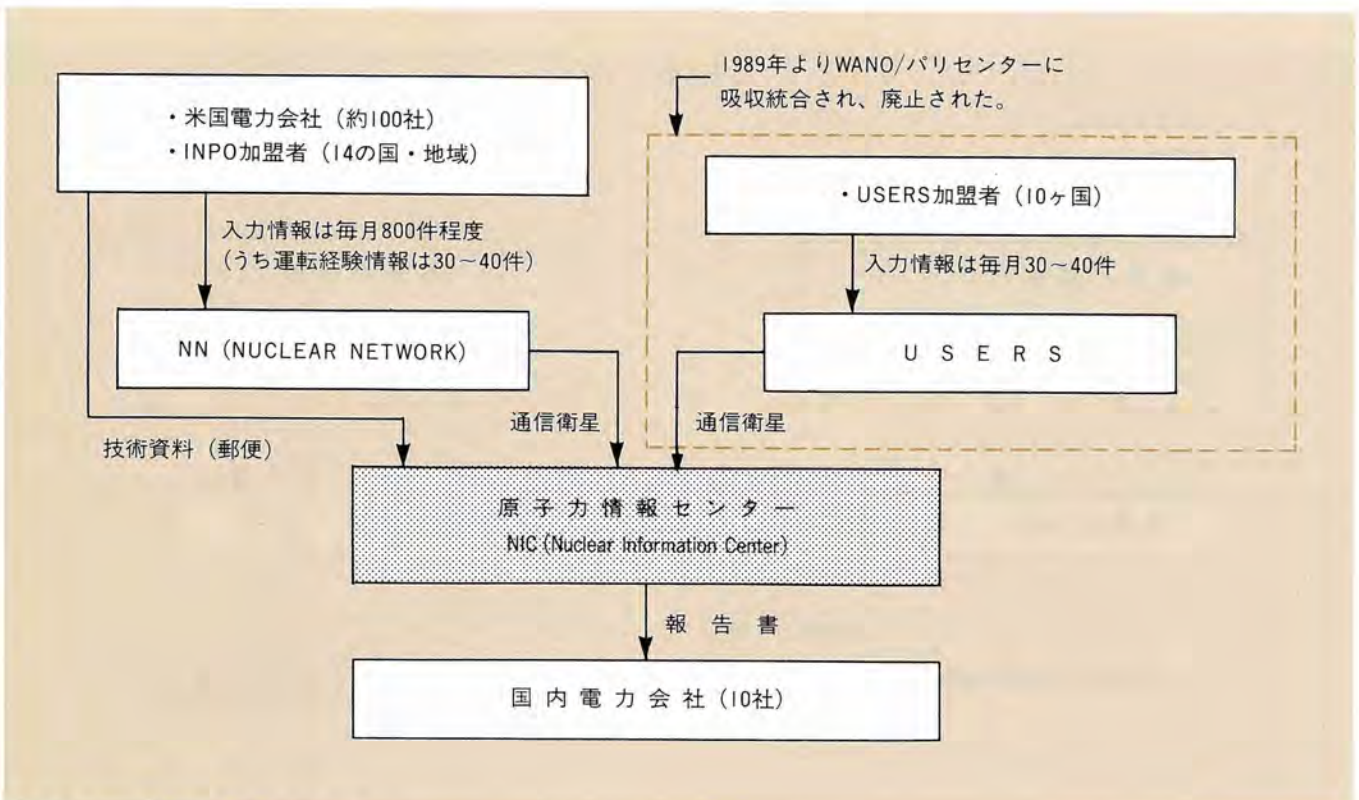 1989年よりWANO/パリセンターに
吸収統合され、廃止された。
・米国電力会社（約100社）
・INPO加盟者（14の国・地域）
・USERS加盟者（10ヶ国）
入力情報は毎月800件程度
（うち運転経験情報は30～40件）
入力情報は毎月30～40件
NN（NUCLEAR NETWORK）
USERS
技術資料（郵便）
通信衛星
通信衛星
原子力情報センター
NIC（Nuclear Information Center）
報告書
国内電力会社（10社）